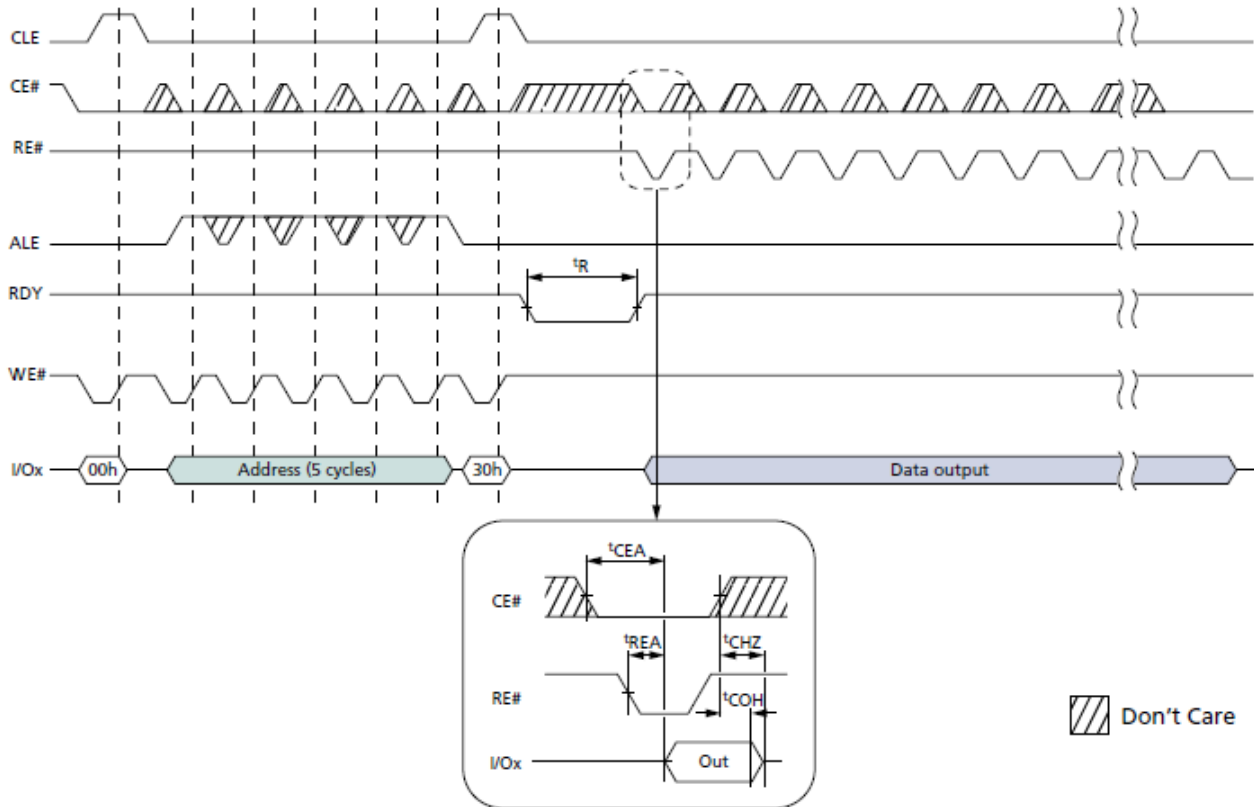 CLE
CE#
RE#
ALE
tR
RDY
WE#
I/Ox 00h Address (5 cycles) 30h Data output
tCEA
CE#
tREA tCHZ
RE#
tCOH
Don't Care
I/Ox Out